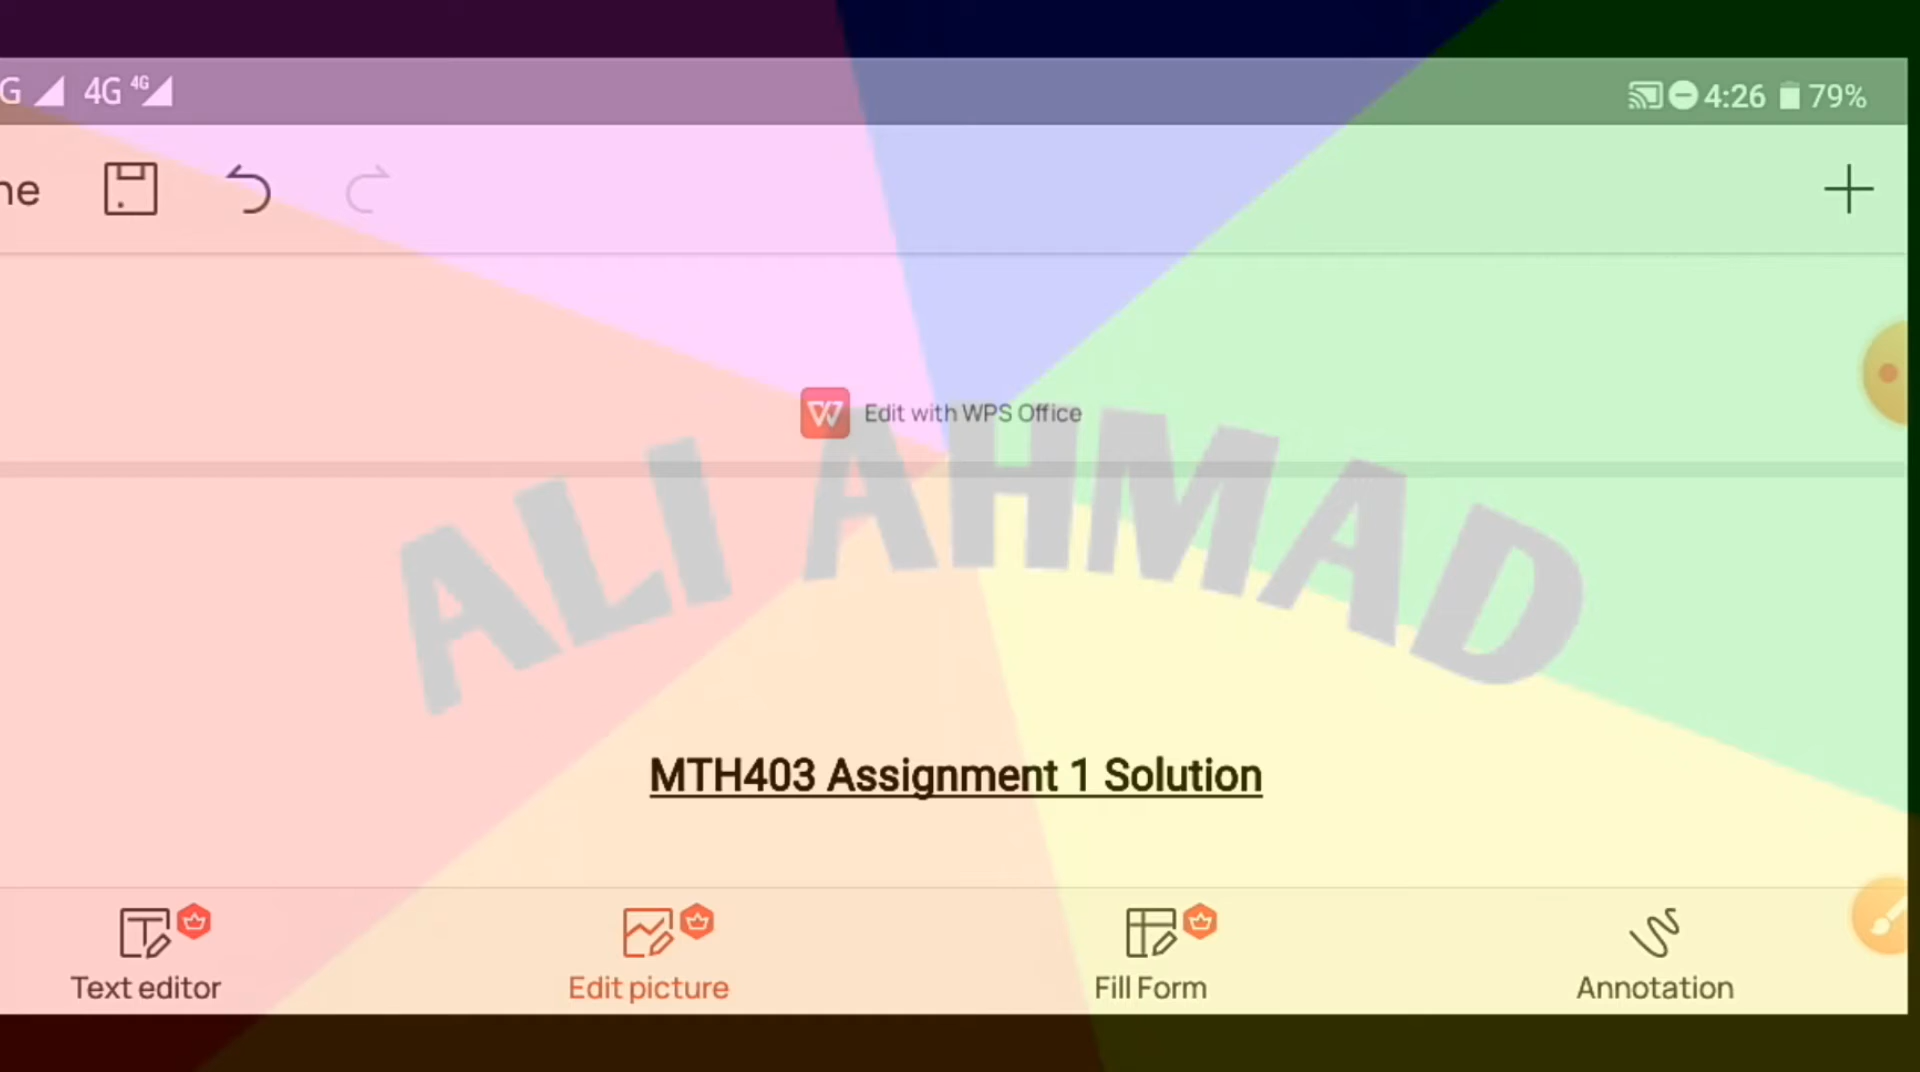 G 4G 4G 4:26 79%
ne
Edit with WPS Office
ALI AHMAD
MTH403 Assignment 1 Solution
Text editor Edit picture Fill Form Annotation